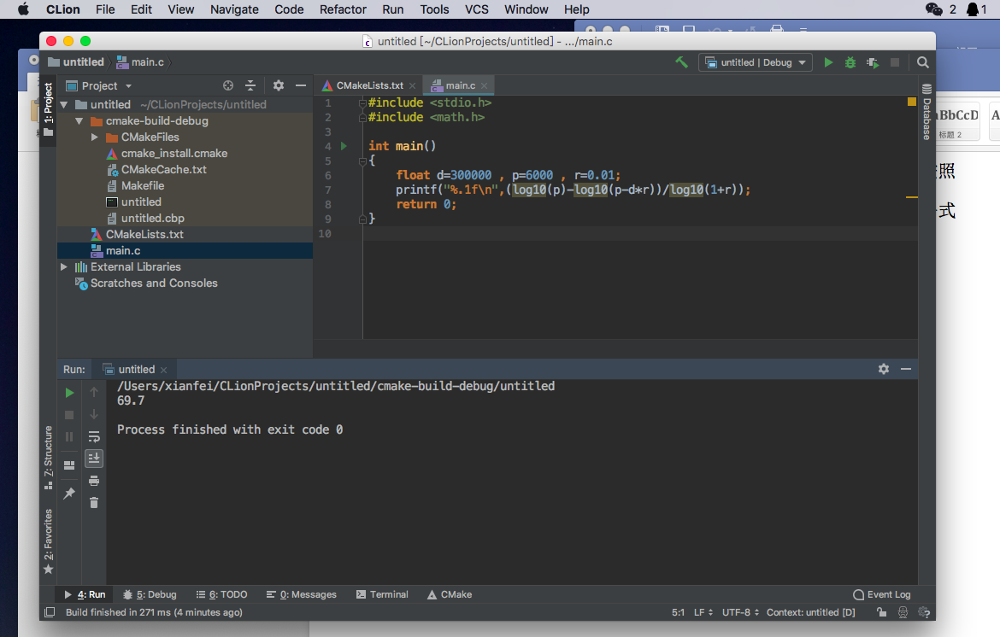 CLion File Edit View Navigate Code Refactor Run Tools VCS Window Help 2 1
untitled [~/CLionProjects/untitled] - .../main.c
untitled main.c
untitled | Debug
1: Project
Project
CMakeLists.txt
main.c
untitled ~/CLionProjects/untitled
cmake-build-debug
CMakeFiles
cmake_install.cmake
CMakeCache.txt
Makefile
untitled
untitled.cbp
CMakeLists.txt
main.c
External Libraries
Scratches and Consoles
1 #include <stdio.h>
2 #include <math.h>
3
4 int main()
5 {
6 float d=300000 , p=6000 , r=0.01;
7 printf("%.1f\n",(log10(p)-log10(p-d*r))/log10(1+r));
8 return 0;
9 }
10
Database
BbCcD
标题 2
式
Run: untitled
/Users/xianfei/CLionProjects/untitled/cmake-build-debug/untitled
69.7
Process finished with exit code 0
7: Structure
2: Favorites
4: Run 5: Debug 6: TODO 0: Messages Terminal CMake Event Log
Build finished in 271 ms (4 minutes ago) 5:1 LF UTF-8 Context: untitled [D]